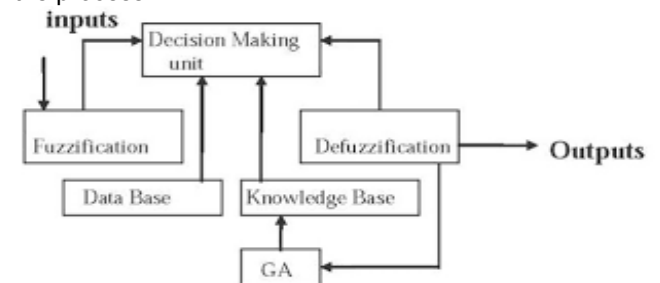 inputs
Decision Making
unit
Fuzzification
Defuzzification
Outputs
Data Base
Knowledge Base
GA